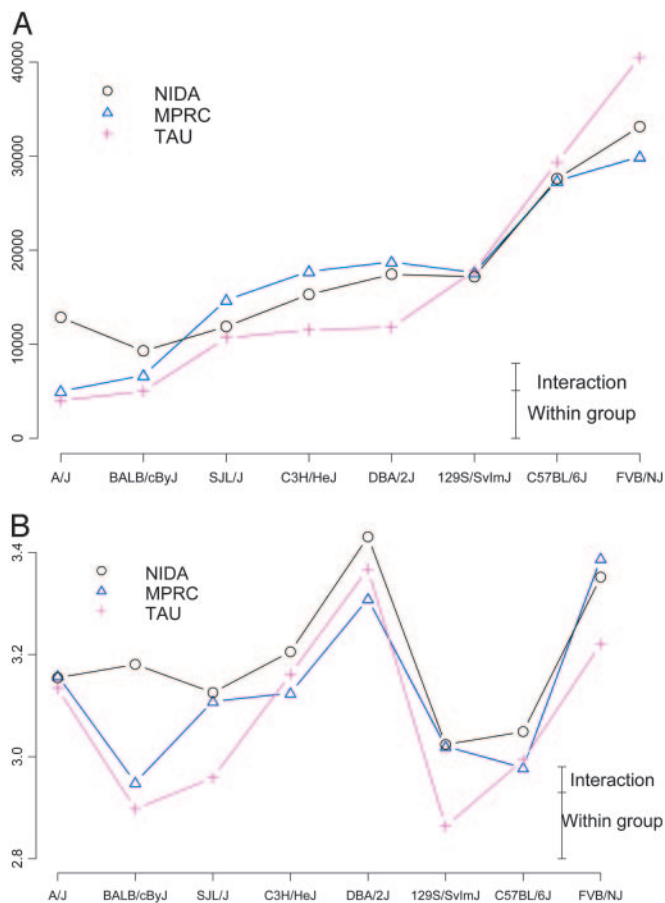 A
40000
30000
20000
10000
0
NIDA
MPRC
TAU
Interaction
Within group
A/J BALB/cByJ SJL/J C3H/HeJ DBA/2J 129S/SvImJ C57BL/6J FVB/NJ
B
3.4
3.2
3.0
2.8
NIDA
MPRC
TAU
Interaction
Within group
A/J BALB/cByJ SJL/J C3H/HeJ DBA/2J 129S/SvImJ C57BL/6J FVB/NJ